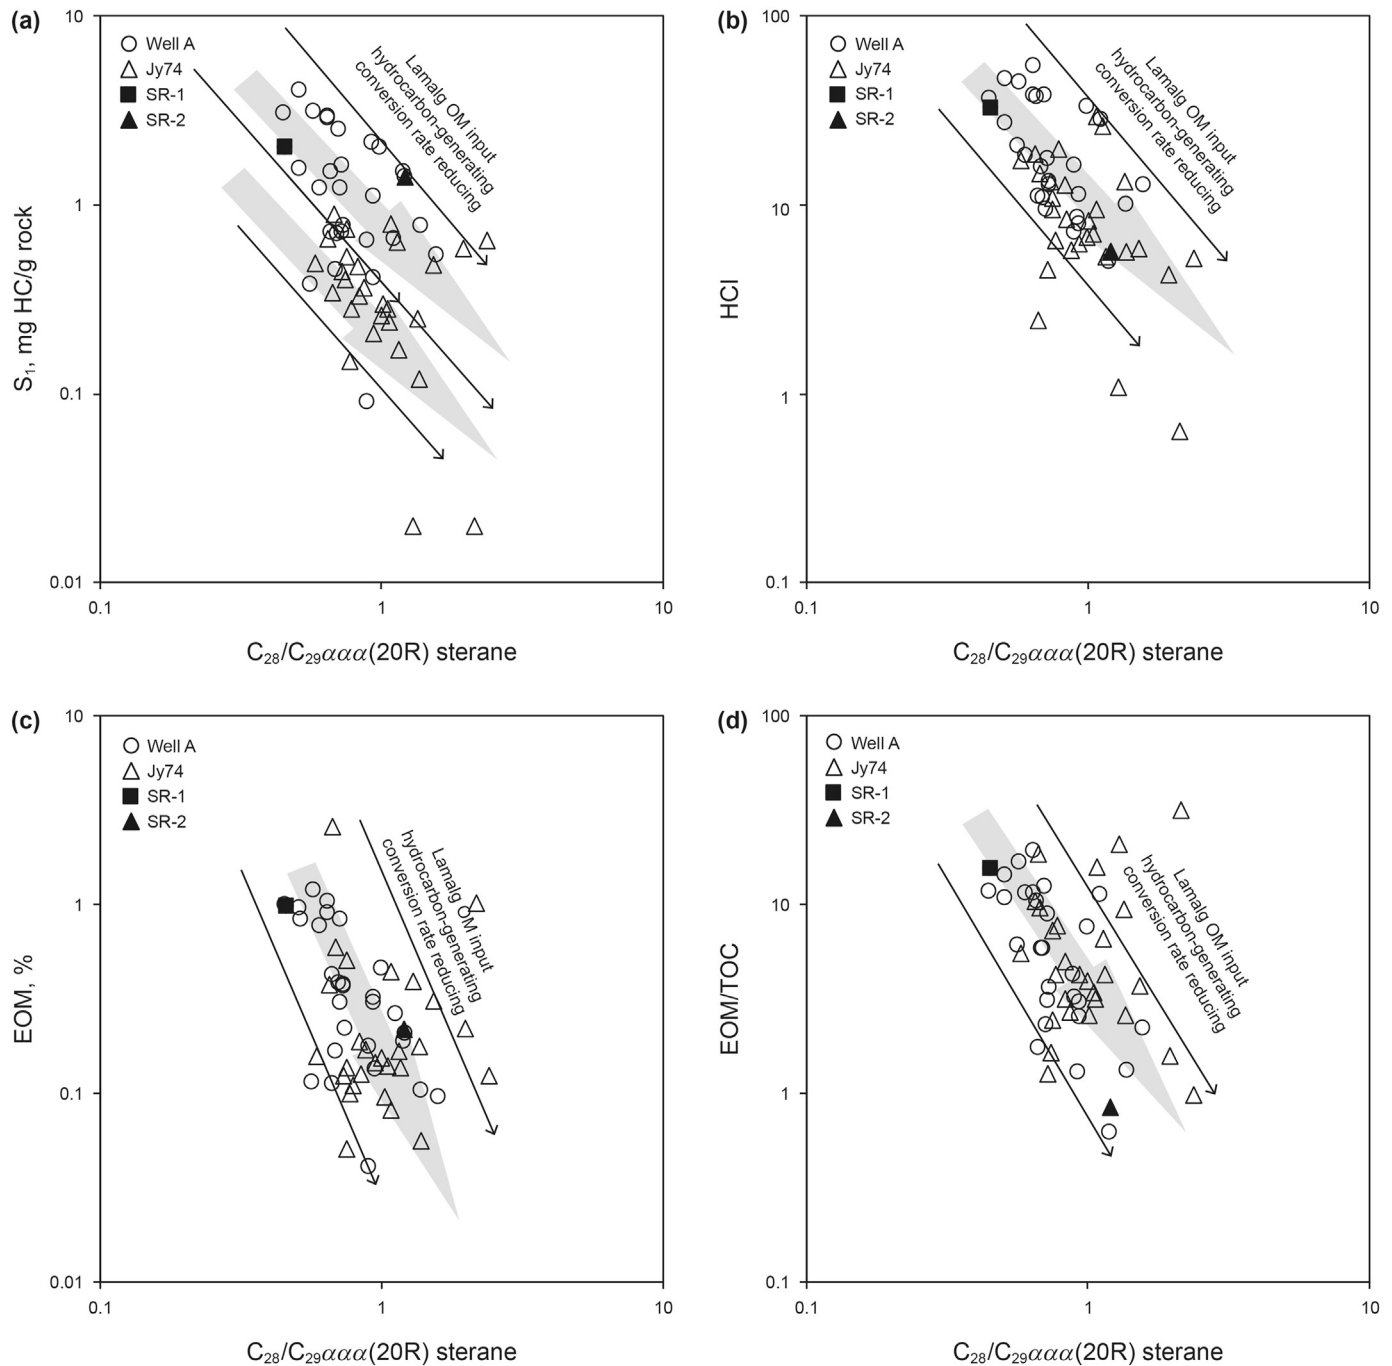 (a)
10
1
0.1
0.01
S₁, mg HC/g rock
Well A
Jy74
SR-1
SR-2
Lamalg OM input
hydrocarbon-generating
conversion rate reducing
0.1
1
10
C₂₈/C₂₉ααα(20R) sterane
(b)
100
10
1
0.1
HCI
Well A
Jy74
SR-1
SR-2
Lamalg OM input
hydrocarbon-generating
conversion rate reducing
0.1
1
10
C₂₈/C₂₉ααα(20R) sterane
(c)
10
1
0.1
0.01
EOM, %
Well A
Jy74
SR-1
SR-2
Lamalg OM input
hydrocarbon-generating
conversion rate reducing
0.1
1
10
C₂₈/C₂₉ααα(20R) sterane
(d)
100
10
1
0.1
EOM/TOC
Well A
Jy74
SR-1
SR-2
Lamalg OM input
hydrocarbon-generating
conversion rate reducing
0.1
1
10
C₂₈/C₂₉ααα(20R) sterane